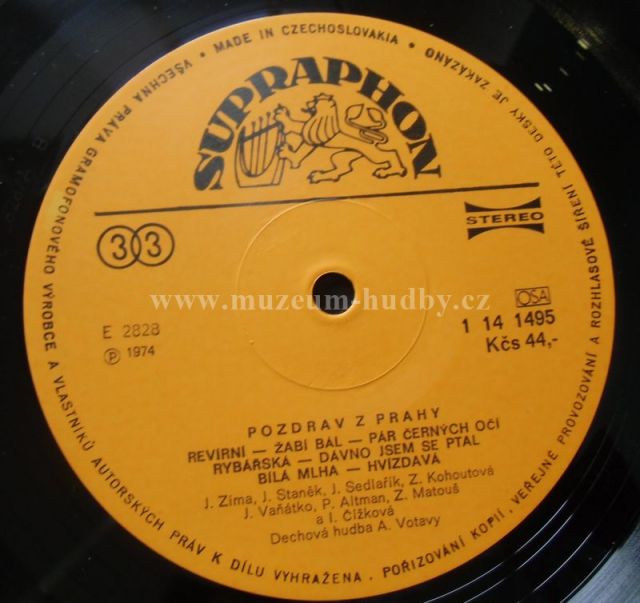 VŠECHNA PRÁVA GRAMOFONOVÉHO VÝROBCE A VLASTNÍKŮ AUTORSKÝCH PRÁV K DÍLU VYHRAŽENA . POŘIZOVÁNÍ KOPIÍ, VEŘEJNÉ PROVOZOVÁNÍ A ROZHLASOVÉ ŠÍŘENÍ TÉTO DESKY JE ZAKÁZÁNO • MADE IN CZECHOSLOVAKIA •
SUPRAPHON
33
STEREO
www.muzeum-hudby.cz
OSA
E 2828
1 14 1495
Ⓟ 1974
Kčs 44,-
POZDRAV Z PRAHY
REVÍRNÍ — ŽABÍ BÁL — PÁR ČERNÝCH OČÍ
RYBÁŘSKÁ — DÁVNO JSEM SE PTAL
BÍLÁ MLHA — HVÍZDAVÁ
J. Zíma, J. Staněk, J. Sedlařík, Z. Kohoutová
J. Vaňátko, P. Altman, Z. Matouš
a I. Čížková
Dechová hudba A. Votavy